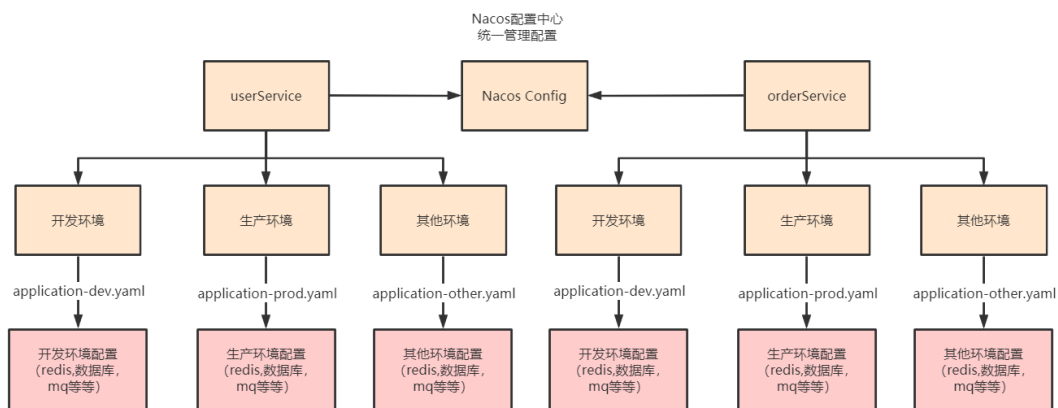 Nacos配置中心
统一管理配置
userService
Nacos Config
orderService
开发环境
生产环境
其他环境
开发环境
生产环境
其他环境
application-dev.yaml
application-prod.yaml
application-other.yaml
application-dev.yaml
application-prod.yaml
application-other.yaml
开发环境配置
（redis,数据库，
mq等等）
生产环境配置
（redis,数据库，
mq等等）
其他环境配置
（redis,数据库，
mq等等）
开发环境配置
（redis,数据库，
mq等等）
生产环境配置
（redis,数据库，
mq等等）
其他环境配置
（redis,数据库，
mq等等）